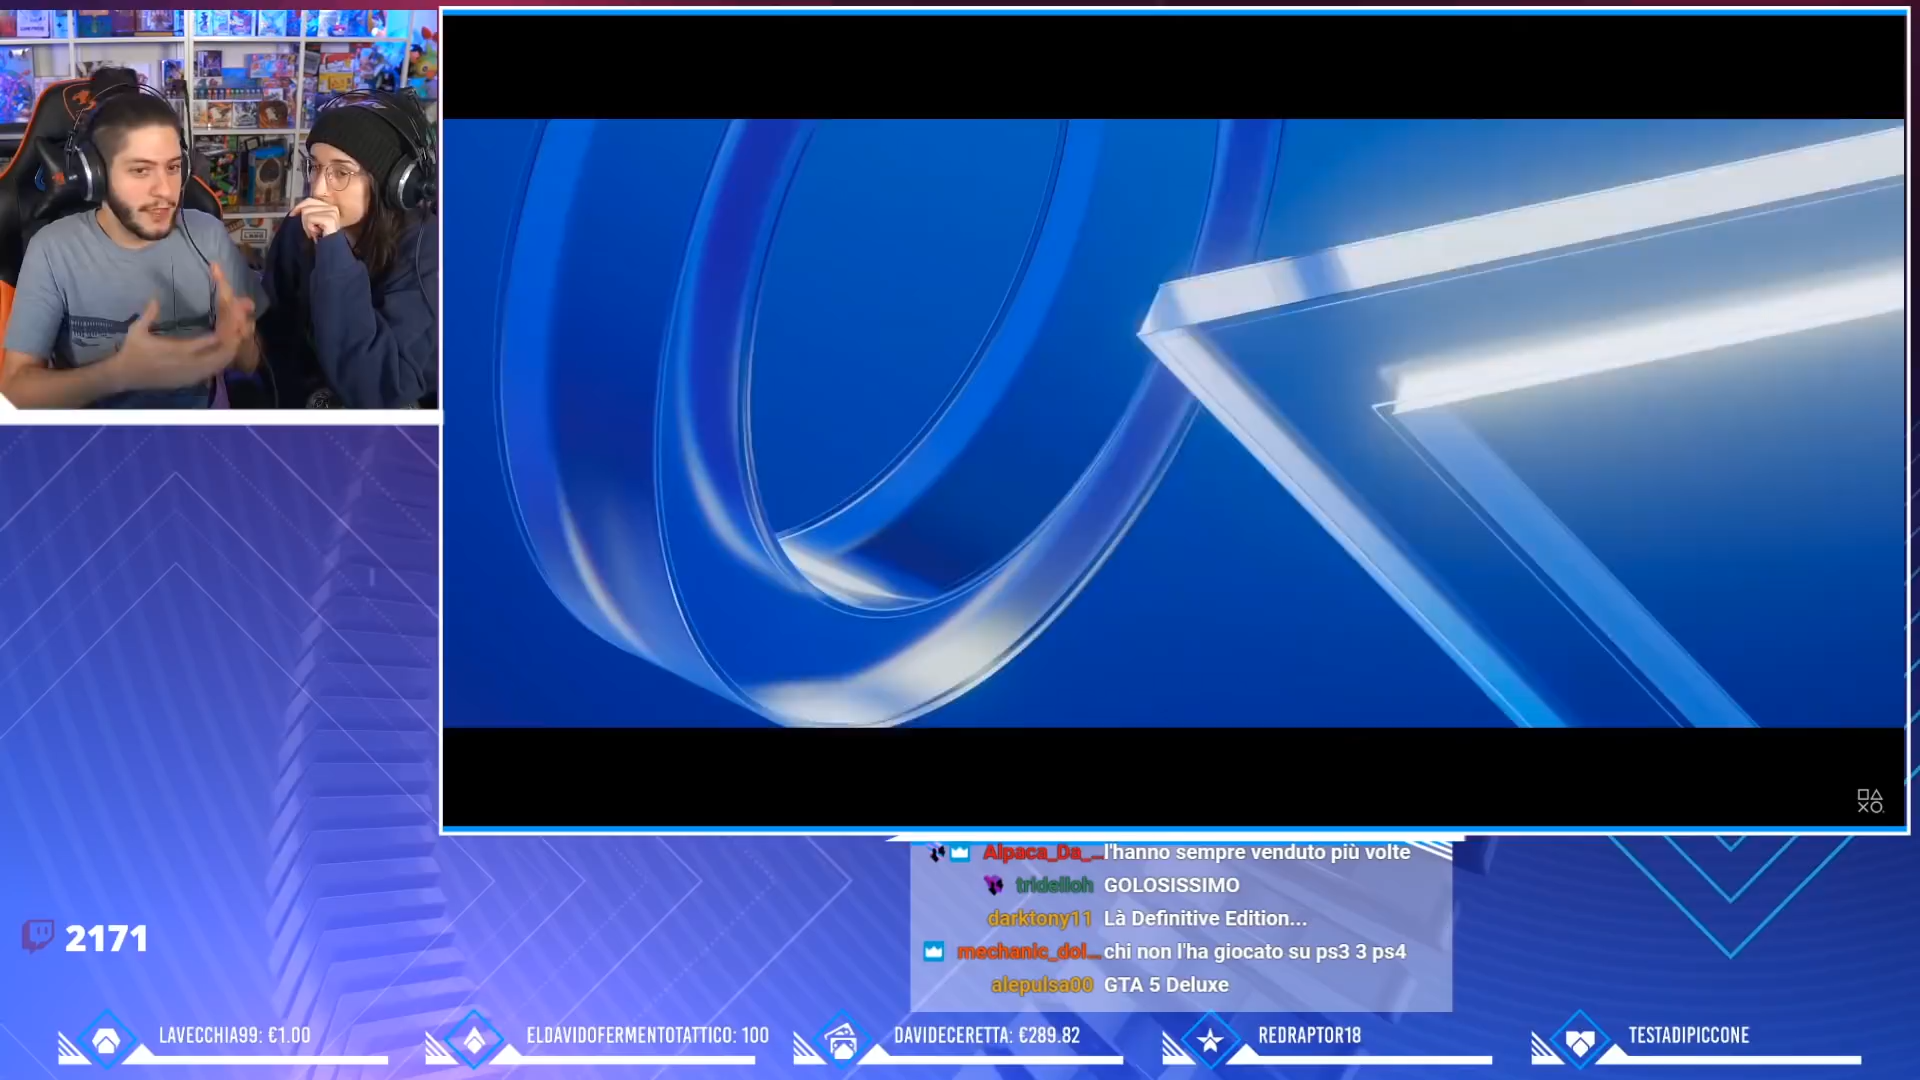 Alpaca_Da_... l'hanno sempre venduto più volte
tridelloh GOLOSISSIMO
darktony11 Là Definitive Edition...
mechanic_dol... chi non l'ha giocato su ps3 3 ps4
alepulsa00 GTA 5 Deluxe
2171
LAVECCHIA99: €1.00
ELDAVIDOFERMENTOTATTICO: 100
DAVIDECERETTA: €289.82
REDRAPTOR18
TESTADIPICCONE